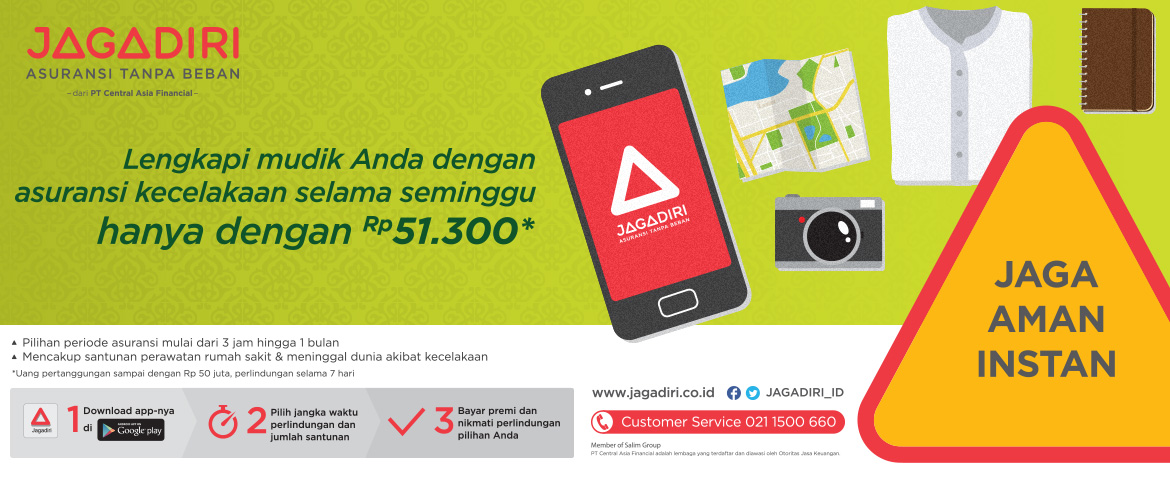 JAGADIRI
ASURANSI TANPA BEBAN
– dari PT Central Asia Financial –
Lengkapi mudik Anda dengan
asuransi kecelakaan selama seminggu
hanya dengan Rp51.300*
JAGADIRI
ASURANSI TANPA BEBAN
JAGA
AMAN
INSTAN
Pilihan periode asuransi mulai dari 3 jam hingga 1 bulan
Mencakup santunan perawatan rumah sakit & meninggal dunia akibat kecelakaan
*Uang pertanggungan sampai dengan Rp 50 juta, perlindungan selama 7 hari
Jagadiri
1 Download app-nya
di ANDROID APP ON
Google play
2 Pilih jangka waktu
perlindungan dan
jumlah santunan
3 Bayar premi dan
nikmati perlindungan
pilihan Anda
www.jagadiri.co.id JAGADIRI_ID
Customer Service 021 1500 660
Member of Salim Group
PT Central Asia Financial adalah lembaga yang terdaftar dan diawasi oleh Otoritas Jasa Keuangan.